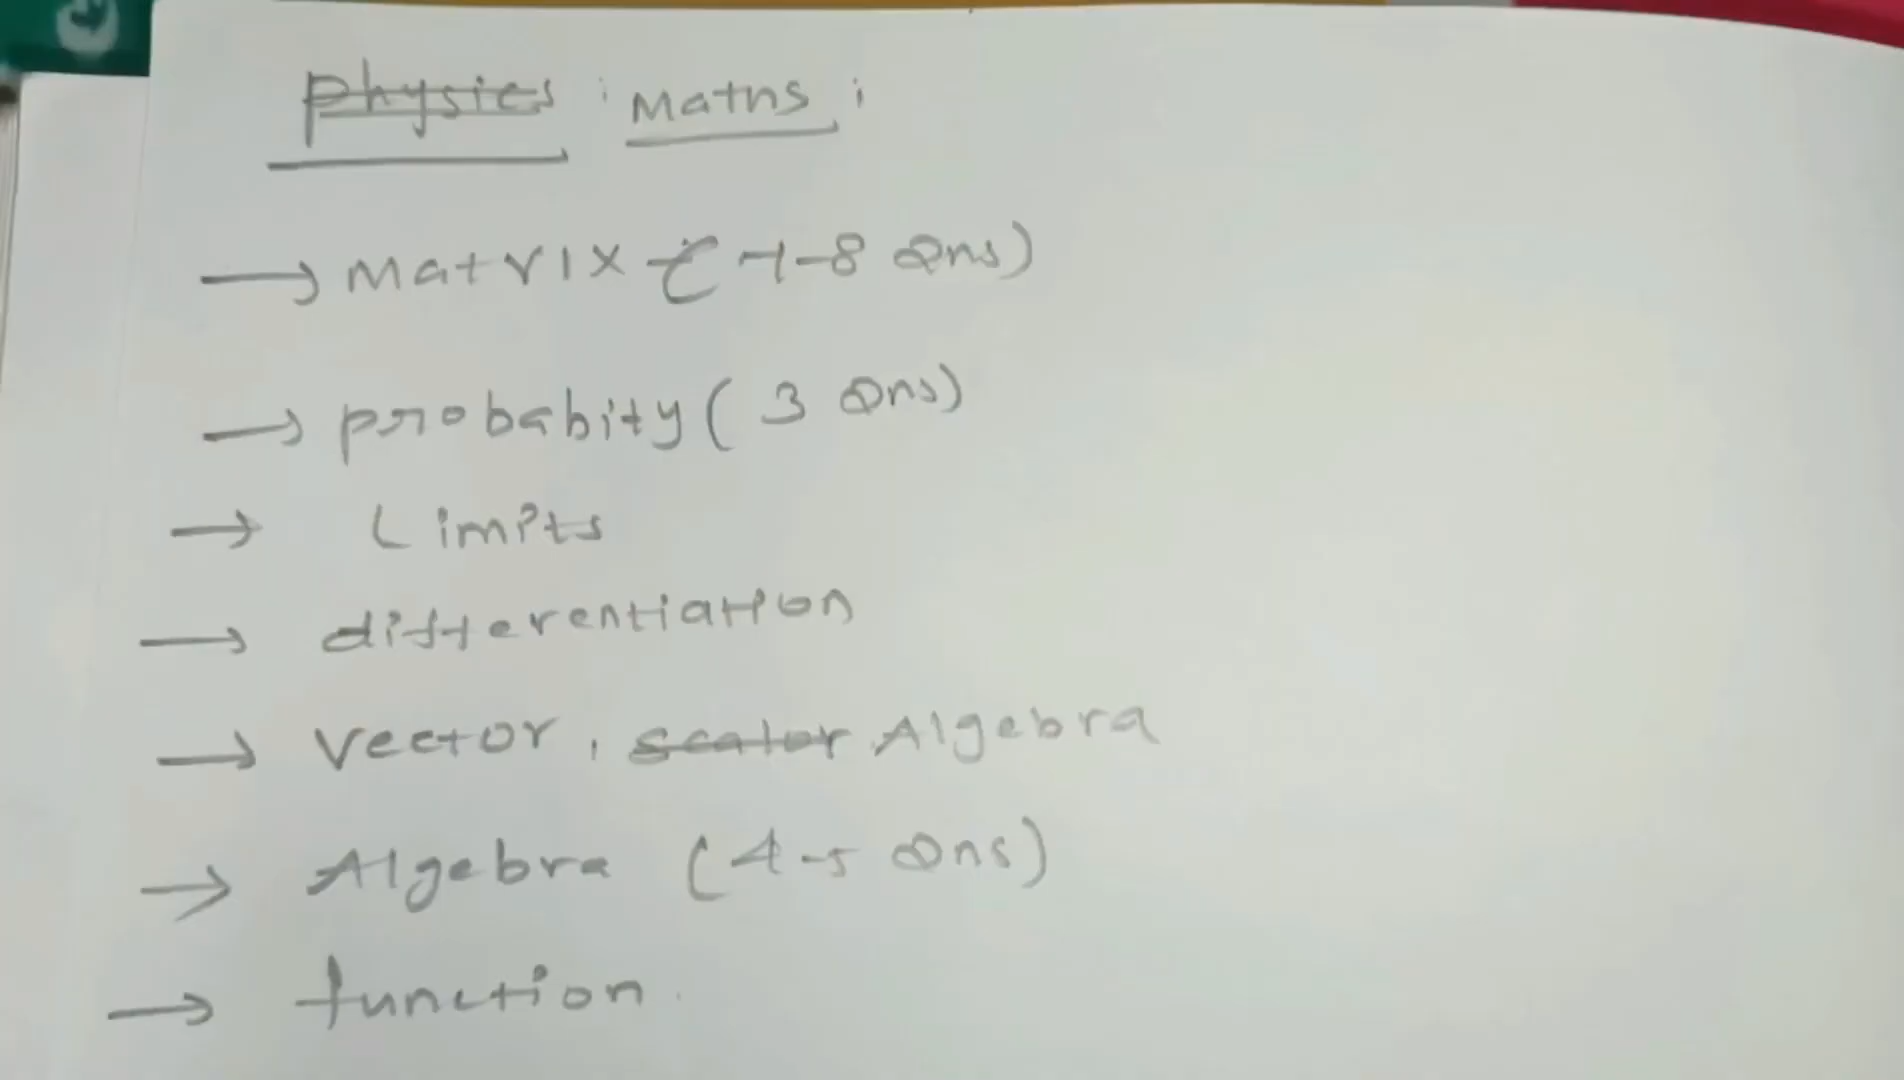 physics : Maths :
→ Matrix (7-8 Qns)
→ probabity ( 3 Qns)
→ Limits
→ differentiation
→ Vector, scalar Algebra
→ Algebra (4-5 Qns)
→ function.